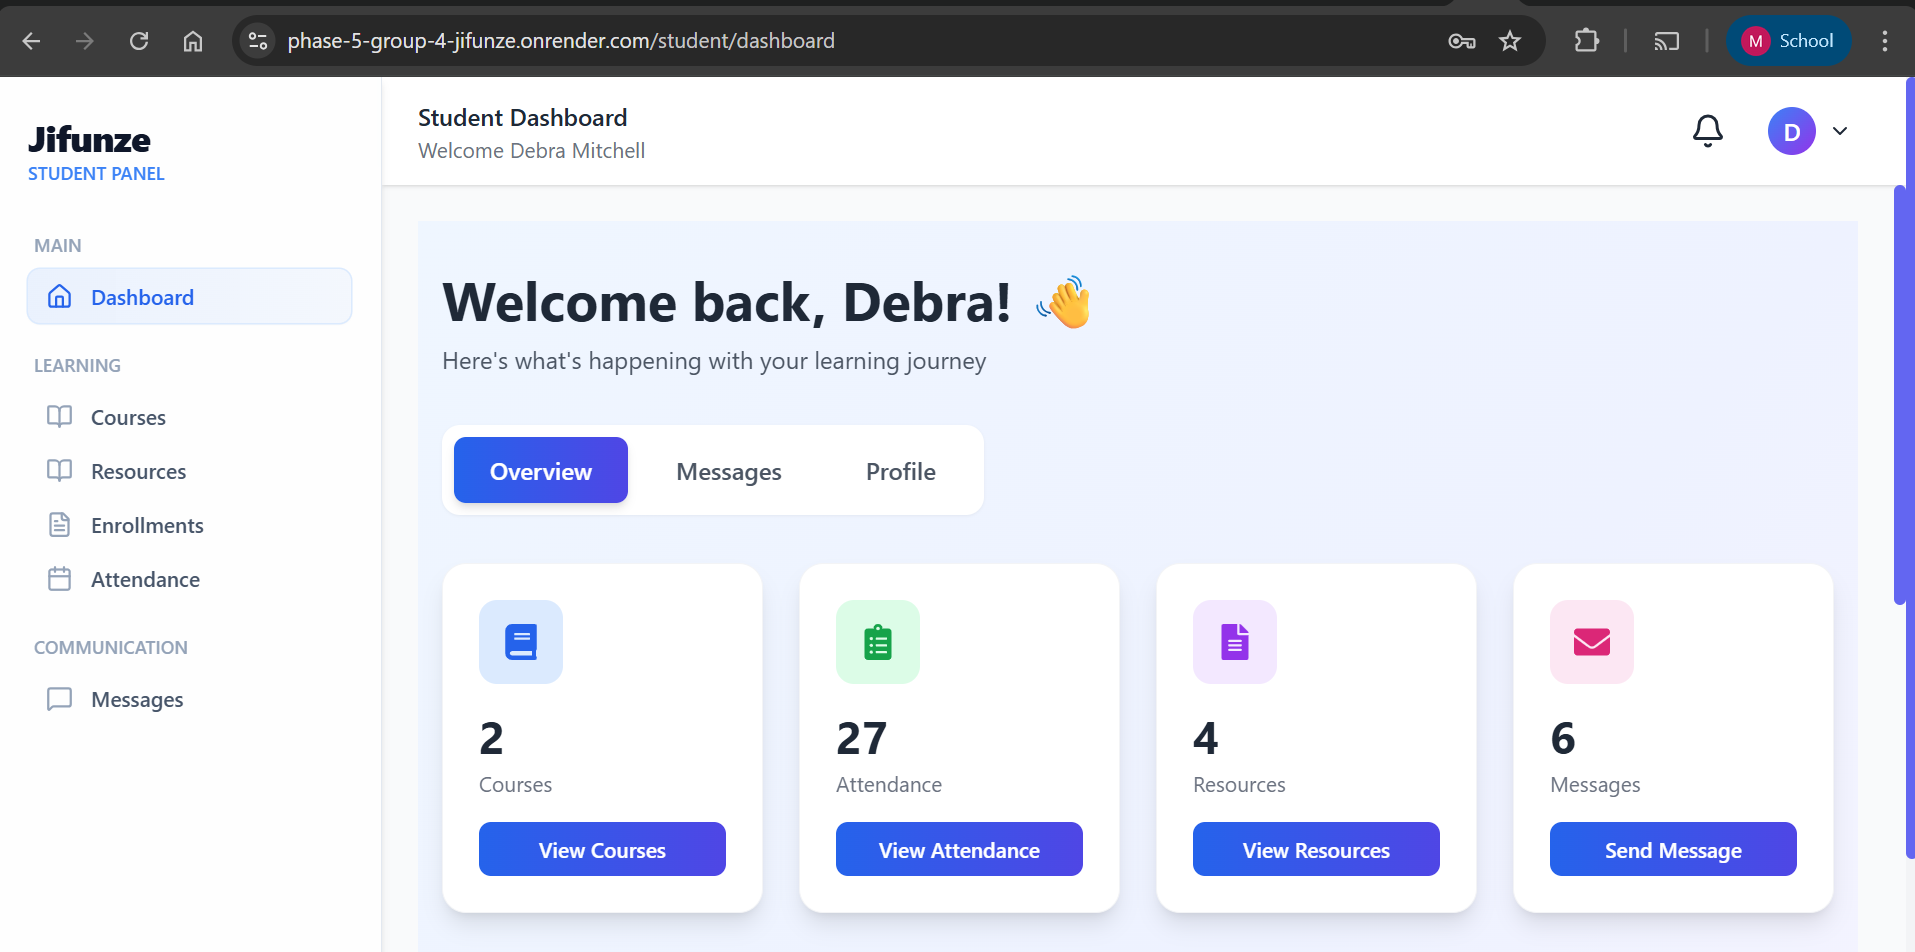 phase-5-group-4-jifunze.onrender.com/student/dashboard
M School
Jifunze
STUDENT PANEL
MAIN
Dashboard
LEARNING
Courses
Resources
Enrollments
Attendance
COMMUNICATION
Messages
Student Dashboard
Welcome Debra Mitchell
D
Welcome back, Debra! 👋
Here's what's happening with your learning journey
Overview Messages Profile
2
Courses
View Courses
27
Attendance
View Attendance
4
Resources
View Resources
6
Messages
Send Message